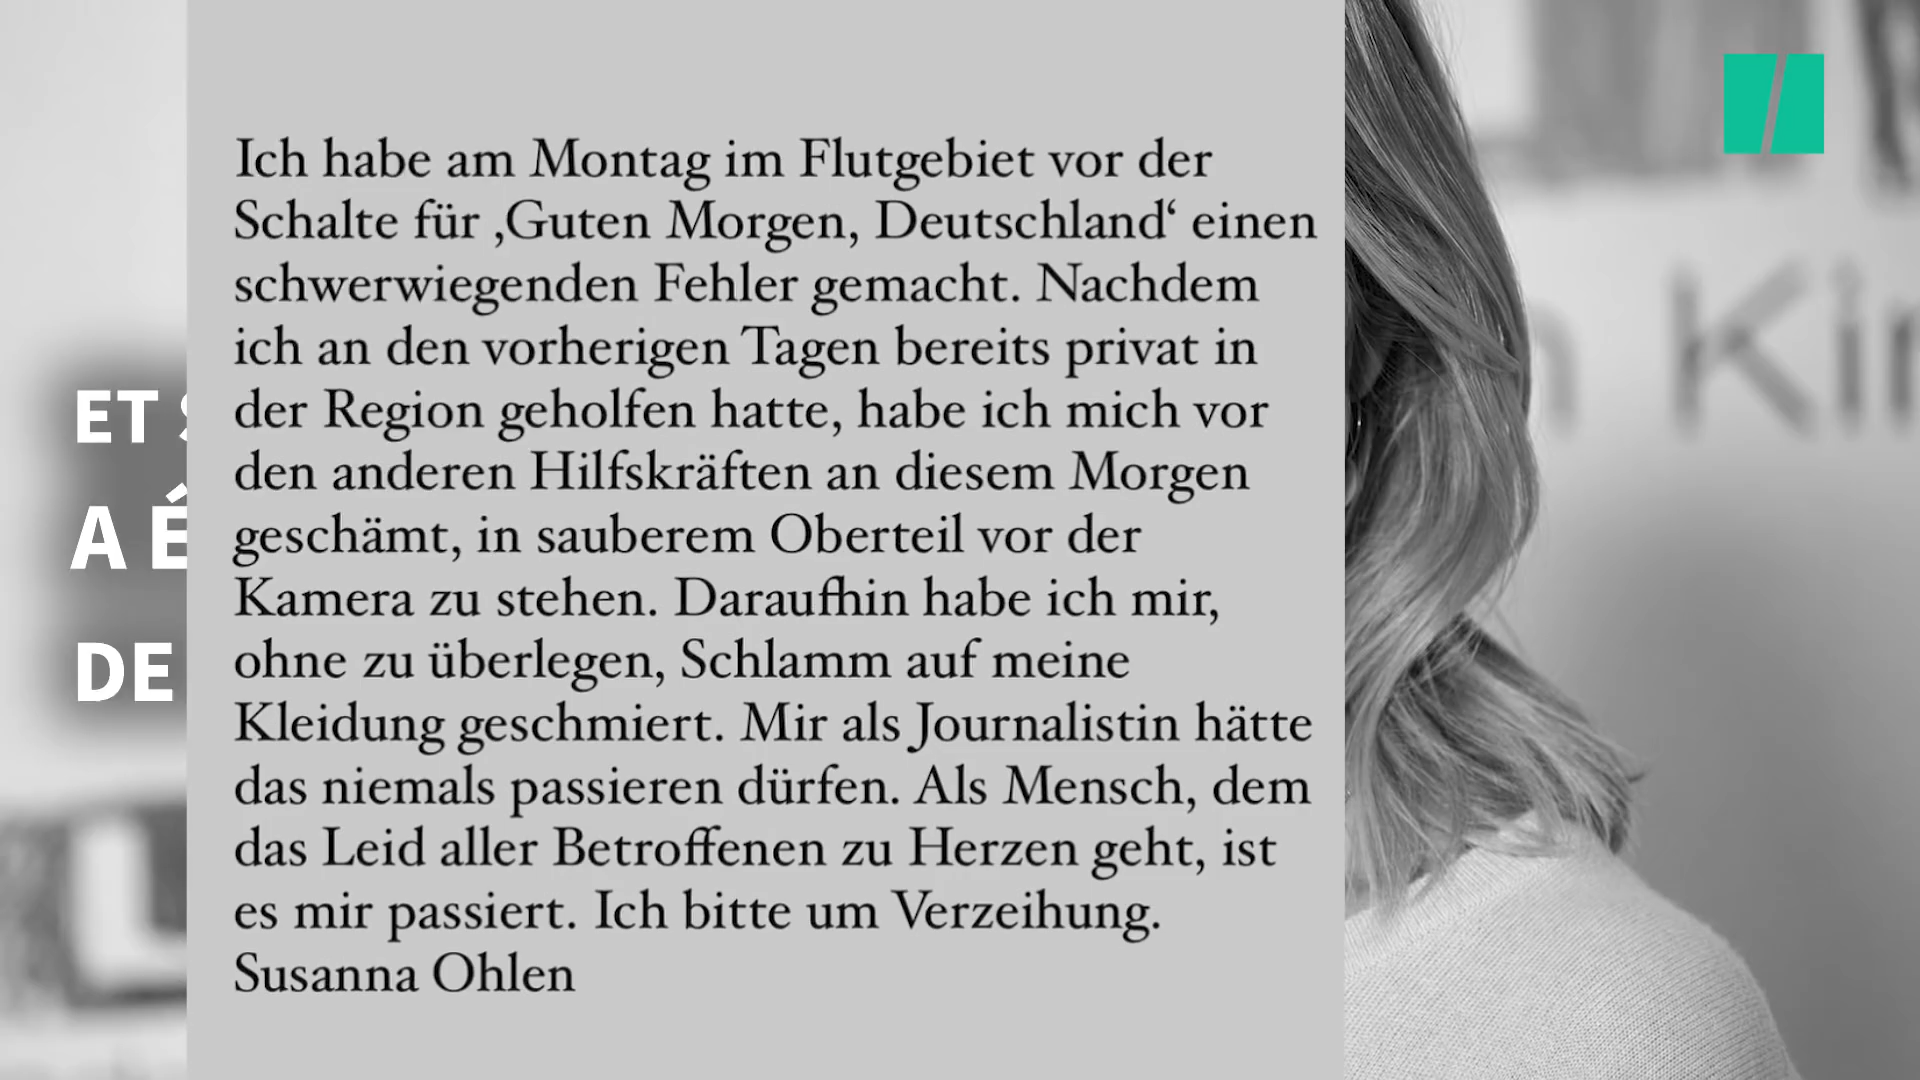 Ich habe am Montag im Flutgebiet vor der
Schalte für ‚Guten Morgen, Deutschland‘ einen
schwerwiegenden Fehler gemacht. Nachdem
ich an den vorherigen Tagen bereits privat in
der Region geholfen hatte, habe ich mich vor
den anderen Hilfskräften an diesem Morgen
geschämt, in sauberem Oberteil vor der
Kamera zu stehen. Daraufhin habe ich mir,
ohne zu überlegen, Schlamm auf meine
Kleidung geschmiert. Mir als Journalistin hätte
das niemals passieren dürfen. Als Mensch, dem
das Leid aller Betroffenen zu Herzen geht, ist
es mir passiert. Ich bitte um Verzeihung.
Susanna Ohlen
ET
A
DE